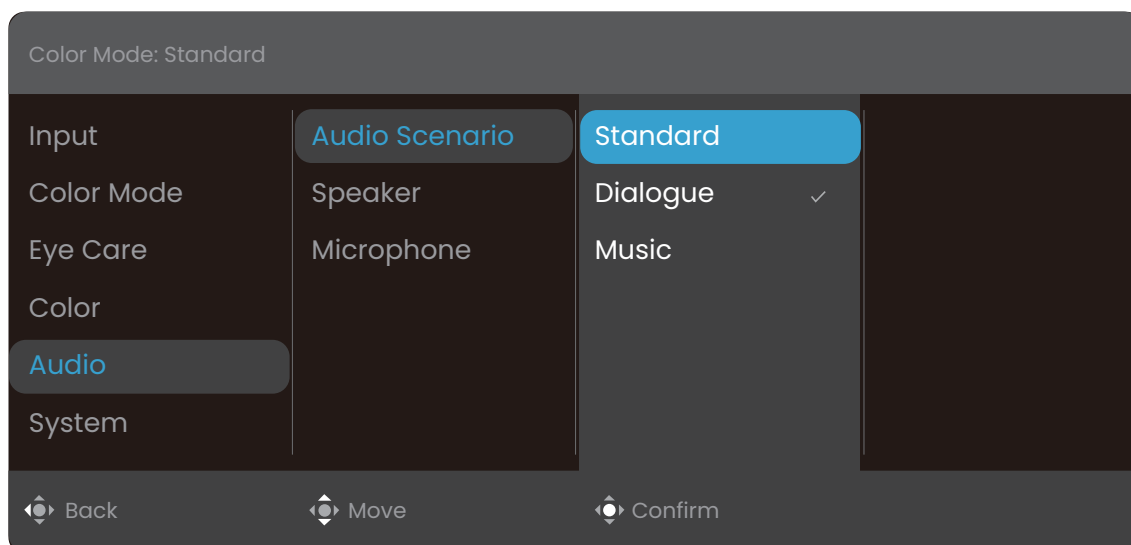 Color Mode: Standard
Input
Color Mode
Eye Care
Color
Audio
System
Audio Scenario
Speaker
Microphone
Standard
Dialogue
Music
Back
Move
Confirm